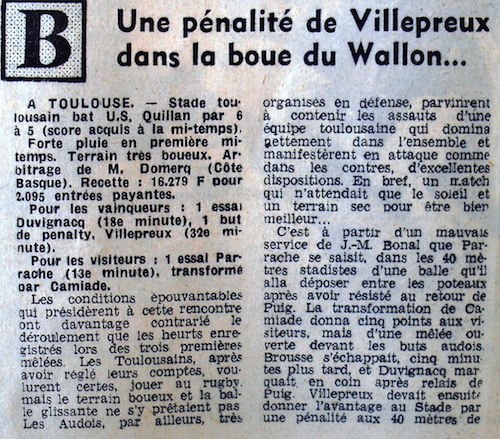 B
Une pénalité de Villepreux
dans la boue du Wallon...
A TOULOUSE. — Stade tou-
lousain bat U.S. Quillan par 6
à 5 (score acquis à la mi-temps).
Forte pluie en première mi-
temps. Terrain très boueux. Ar-
bitrage de M. Domerq (Côte
Basque). Recette : 16.279 F pour
2.095 entrées payantes.
Pour les vainqueurs : 1 essai
Duvignacq (18e minute), 1 but
de penalty, Villepreux (32e mi-
nute).
Pour les visiteurs : 1 essai Par-
rache (13e minute), transformé
par Camiade.
Les conditions épouvantables
qui présidèrent à cette rencontre
ont davantage contrarié le
déroulement que les heurts enre-
gistrés lors des trois premières
mêlées. Les Toulousains, après
avoir réglé leurs comptes, vou-
lurent certes, jouer au rugby,
mais le terrain boueux et la bal-
le glissante ne s'y prêtaient pas
Les Audois, par ailleurs, très
organisés en défense, parvinrent
à contenir les assauts d'une
équipe toulousaine qui domina
nettement dans l'ensemble et
manifestèrent en attaque comme
dans les contres, d'excellentes
dispositions. En bref, un match
qui n'attendait que le soleil et
un terrain sec pour être bien
meilleur...
C'est à partir d'un mauvais
service de J.-M. Bonal que Par-
rache se saisit, dans les 40 mè-
tres stadistes d'une balle qu'il
alla déposer entre les poteaux
après avoir résisté au retour de
Puig. La transformation de Ca-
miade donna cinq points aux vi-
siteurs, mais d'une mêlée ou-
verte devant les buts audois.
Brousse s'échappait, cinq minu-
tes plus tard, et Duvignacq mar-
quait en coin après relais de
Puig. Villepreux devait ensuite
donner l'avantage au Stade par
une pénalité aux 40 mètres de